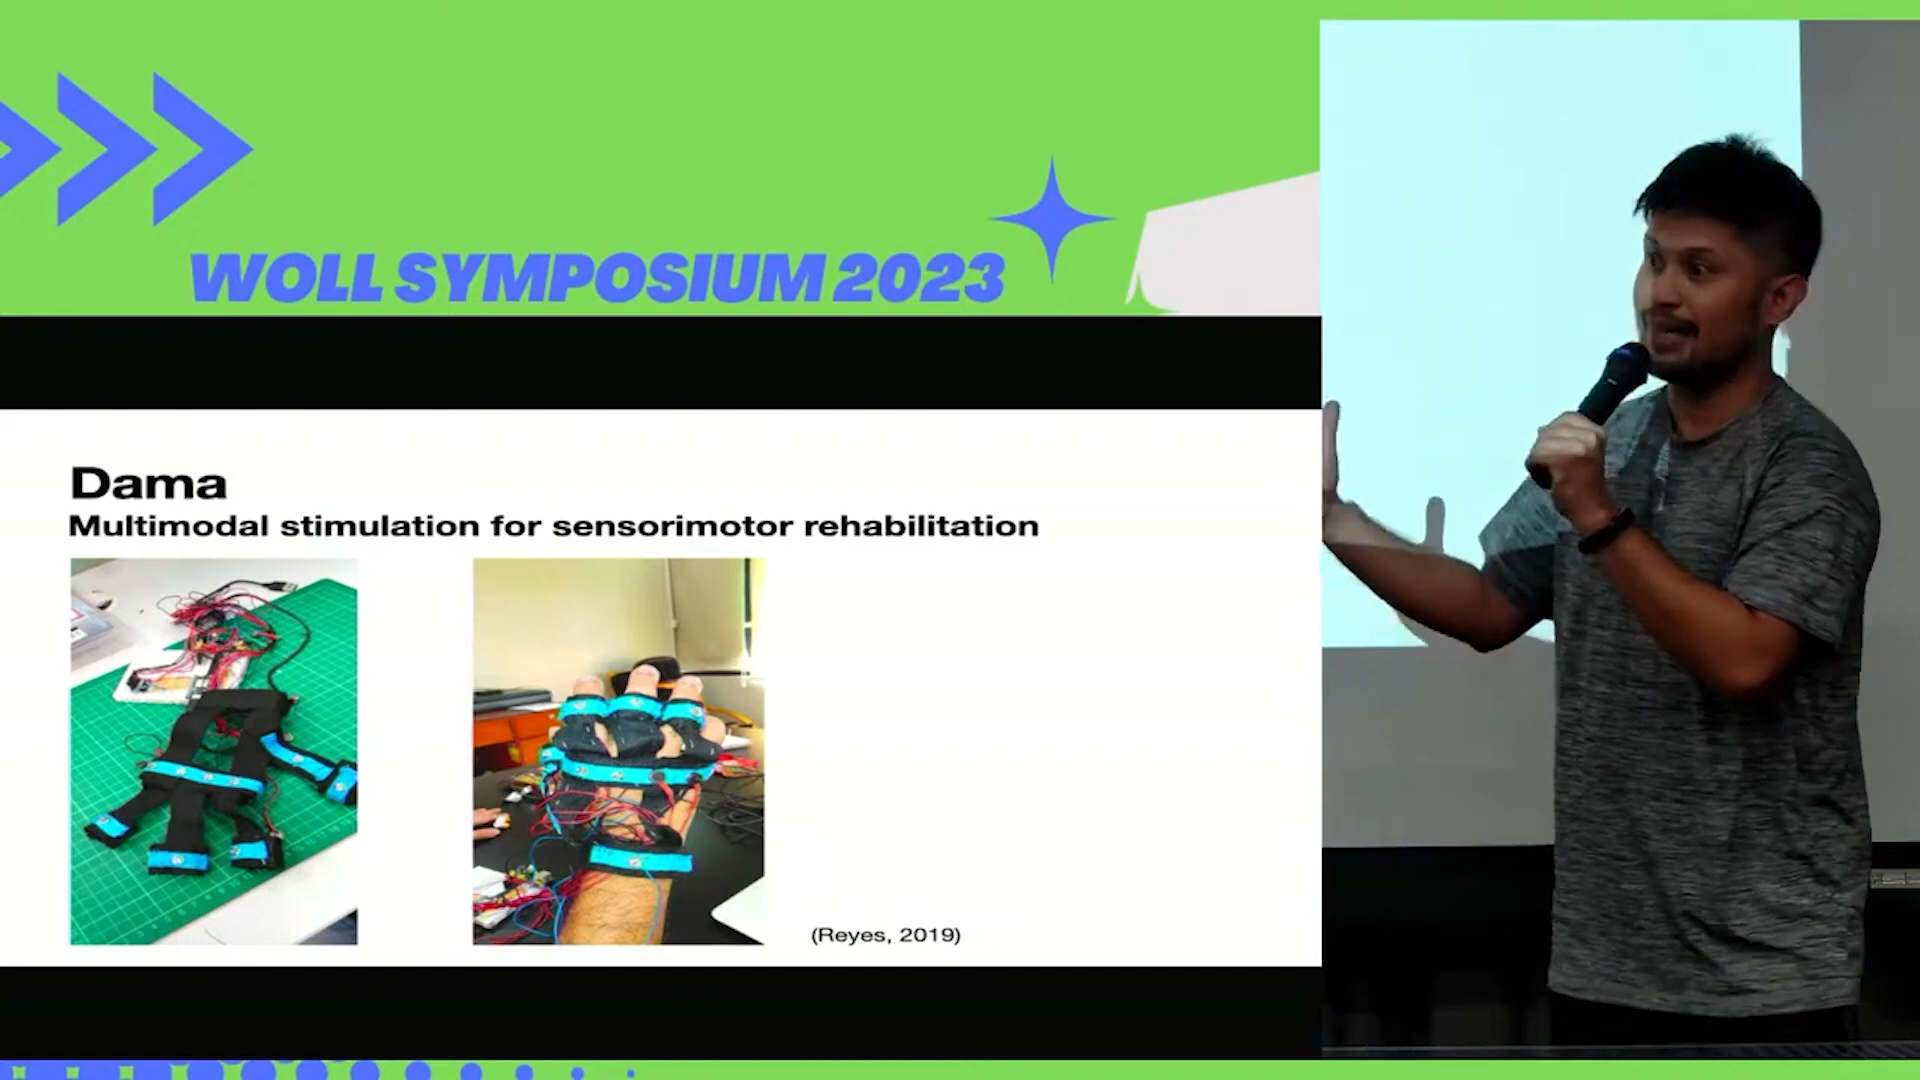 WOLL SYMPOSIUM 2023
Dama
Multimodal stimulation for sensorimotor rehabilitation
(Reyes, 2019)